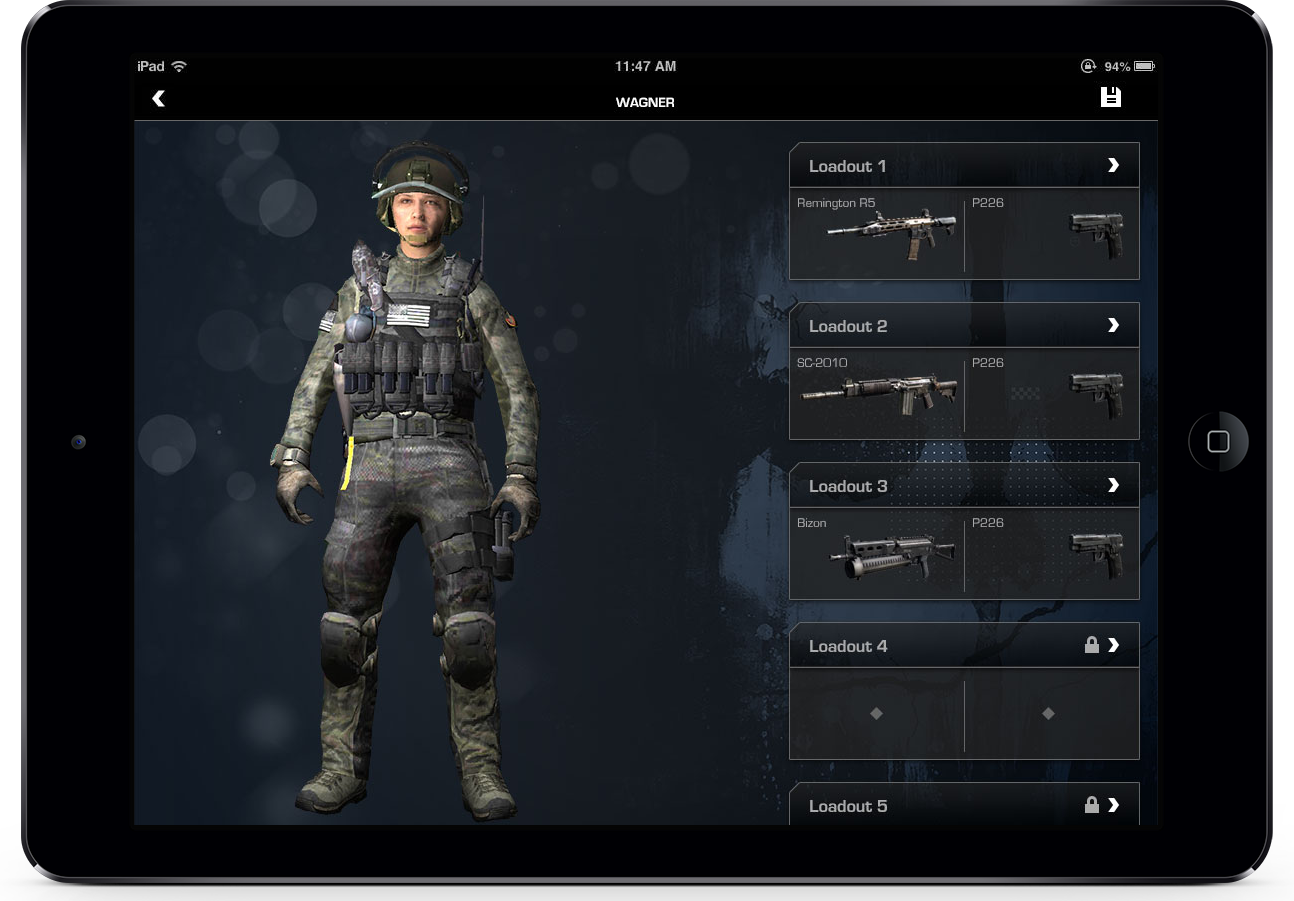 iPad 11:47 AM 94%
WAGNER
Loadout 1
Remington R5 P226
Loadout 2
SC-2010 P226
Loadout 3
Bizon P226
Loadout 4
Loadout 5